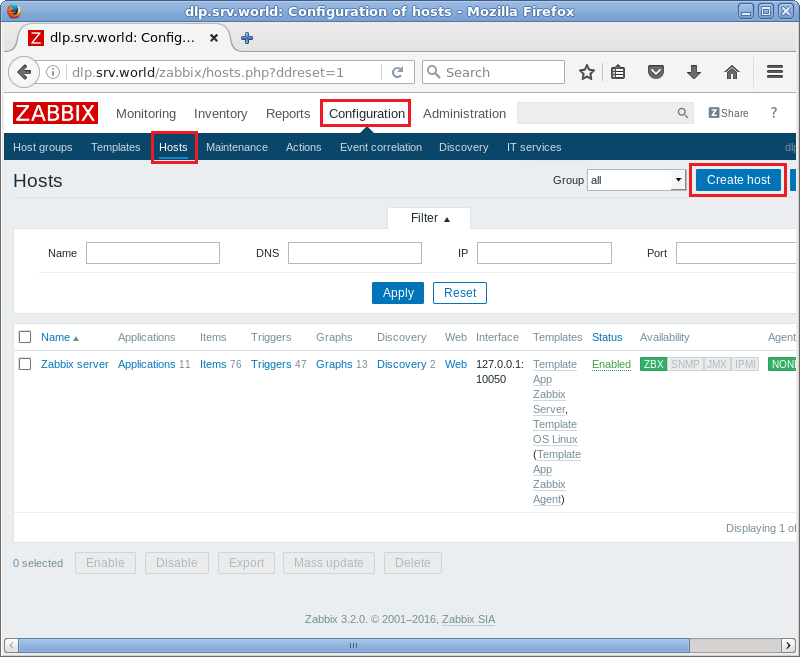 dlp.srv.world: Configuration of hosts - Mozilla Firefox
dlp.srv.world: Config...
dlp.srv.world/zabbix/hosts.php?ddreset=1
Search
ZABBIX Monitoring Inventory Reports Configuration Administration Share ?
Host groups Templates Hosts Maintenance Actions Event correlation Discovery IT services dlp
Hosts Group all Create host
Filter
Name DNS IP Port
Apply Reset
Name Applications Items Triggers Graphs Discovery Web Interface Templates Status Availability Agent
Zabbix server Applications 11 Items 76 Triggers 47 Graphs 13 Discovery 2 Web 127.0.0.1: Template Enabled ZBX SNMP JMX IPMI NONE
10050 App
Zabbix
Server,
Template
OS Linux
(Template
App
Zabbix
Agent)
Displaying 1 of
0 selected Enable Disable Export Mass update Delete
Zabbix 3.2.0. © 2001–2016, Zabbix SIA